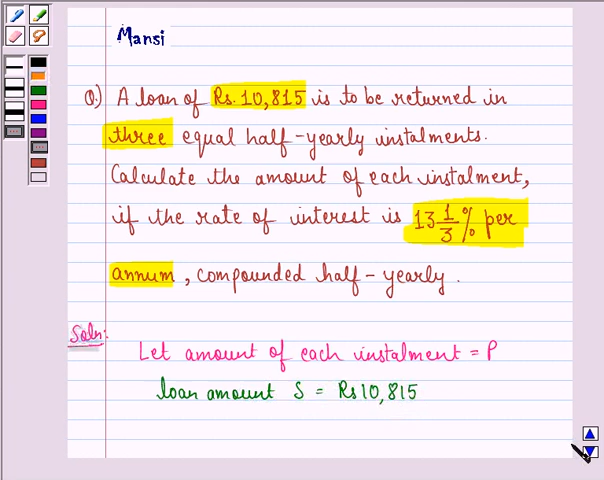 Mansi
Q.) A loan of Rs. 10,815 is to be returned in
three equal half-yearly instalments.
Calculate the amount of each instalment,
if the rate of interest is 13 1/3 % per
annum, compounded half-yearly.
Soln:
Let amount of each instalment = P
loan amount S = Rs 10,815